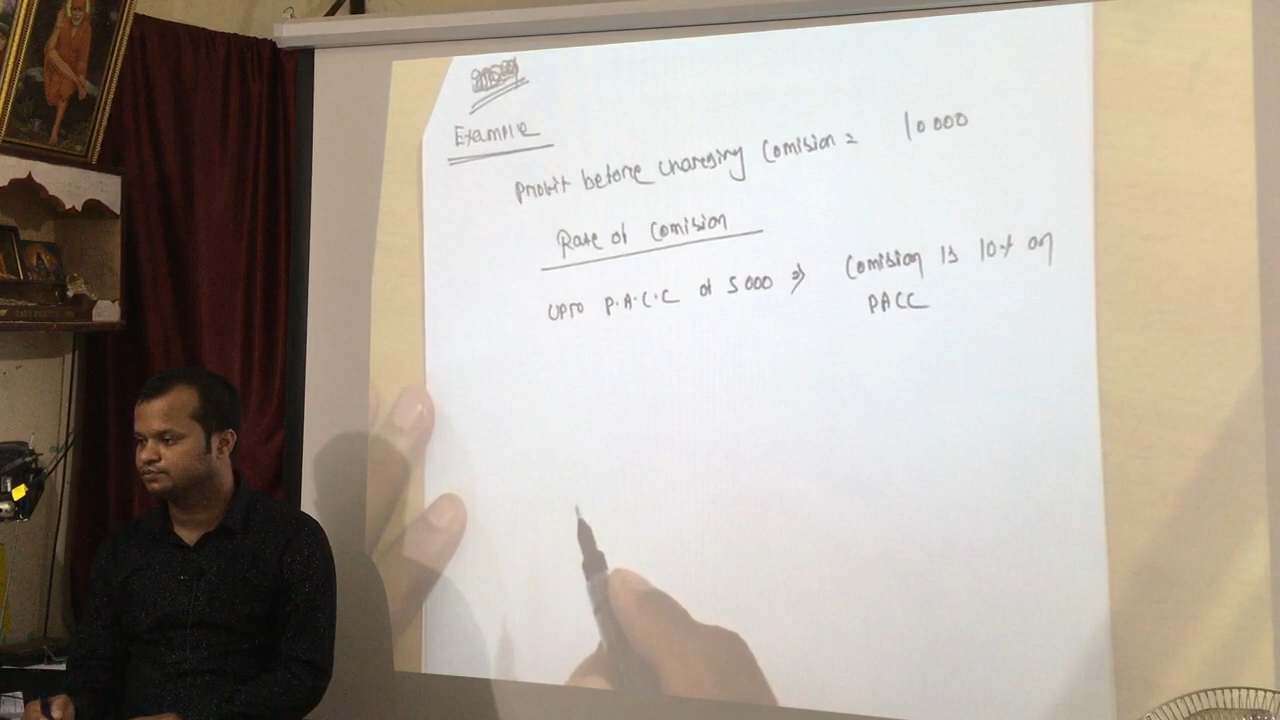 Example
Profit before charging Comision = 10000
Rate of Comision
Upto P.A.C.C of 5000 ⇒ Comision is 10% on
PACC